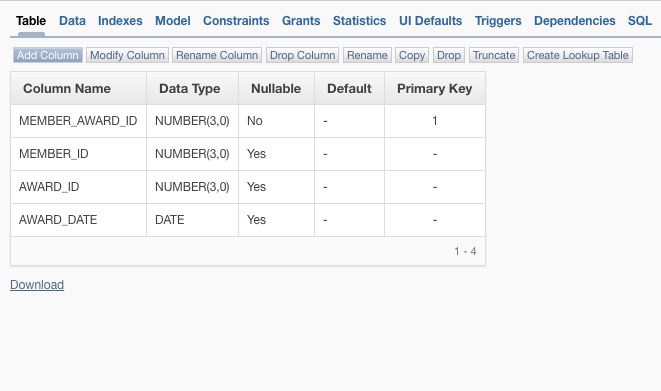 Table Data Indexes Model Constraints Grants Statistics UI Defaults Triggers Dependencies SQL
Add Column Modify Column Rename Column Drop Column Rename Copy Drop Truncate Create Lookup Table
Column Name Data Type Nullable Default Primary Key
MEMBER_AWARD_ID NUMBER(3,0) No - 1
MEMBER_ID NUMBER(3,0) Yes - -
AWARD_ID NUMBER(3,0) Yes - -
AWARD_DATE DATE Yes - -
1 - 4
Download